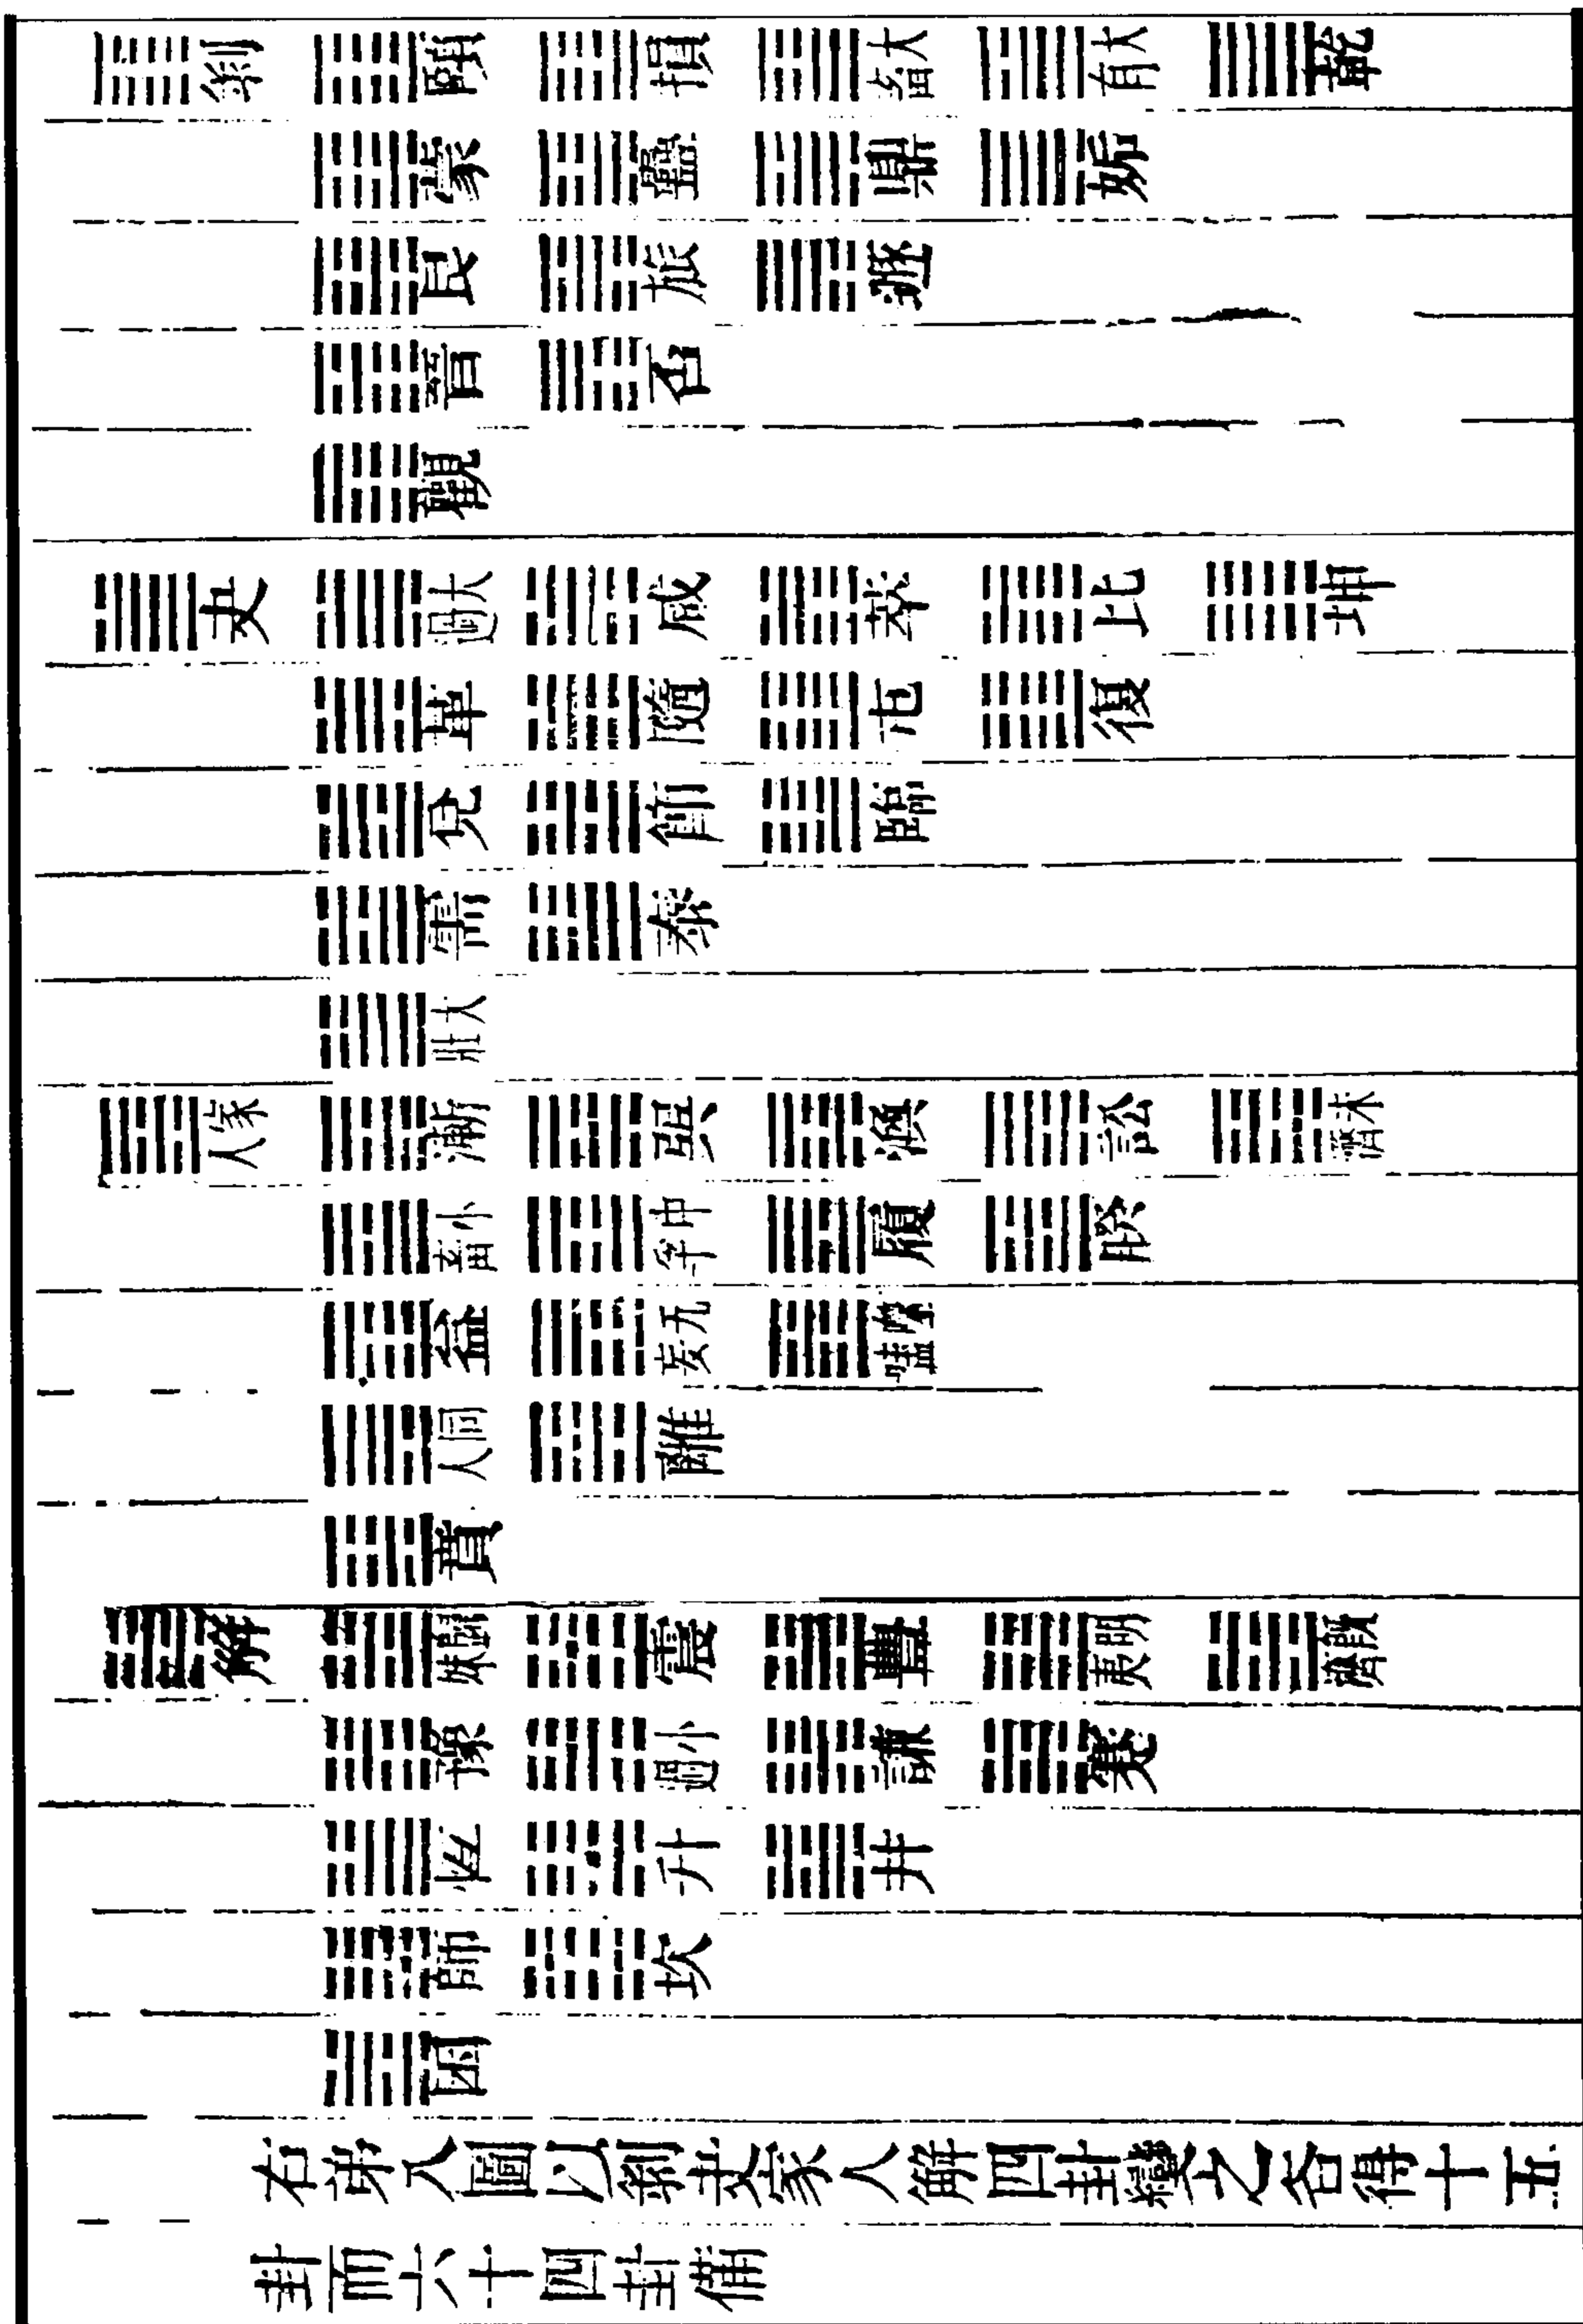 剝 頤 損 大畜 大有 乾
蒙 蠱 鼎 姤
艮 旅 遯
晉 否
觀
夬 大過 咸 萃 比 坤
革 隨 屯 復
兌 節 臨
需 泰
大壯
家人 漸 巽 渙 訟 未濟
小畜 中孚 履 睽
益 无妄 噬嗑
同人 離
賁
解 歸妹 震 豐 明夷 既濟
豫 小過 謙 蹇
恆 升 井
師 坎
困
右弟八圖以剝夬家人解四卦變之各得十五
卦而六十四卦備